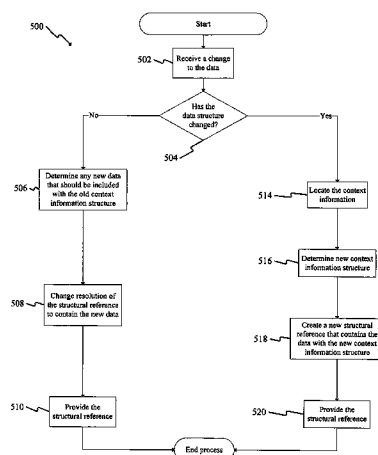 500
Start
502
Receive a change
to the data
Has the
data structure
changed?
No
Yes
504
506
Determine any new data
that should be included
with the old context
information structure
514
Locate the context
information
516
Determine new context
information structure
508
Change resolution of
the structural reference
to contain the new data
518
Create a new structural
reference that contains the
data with the new context
information structure
510
Provide the
structural reference
520
Provide the
structural reference
End process